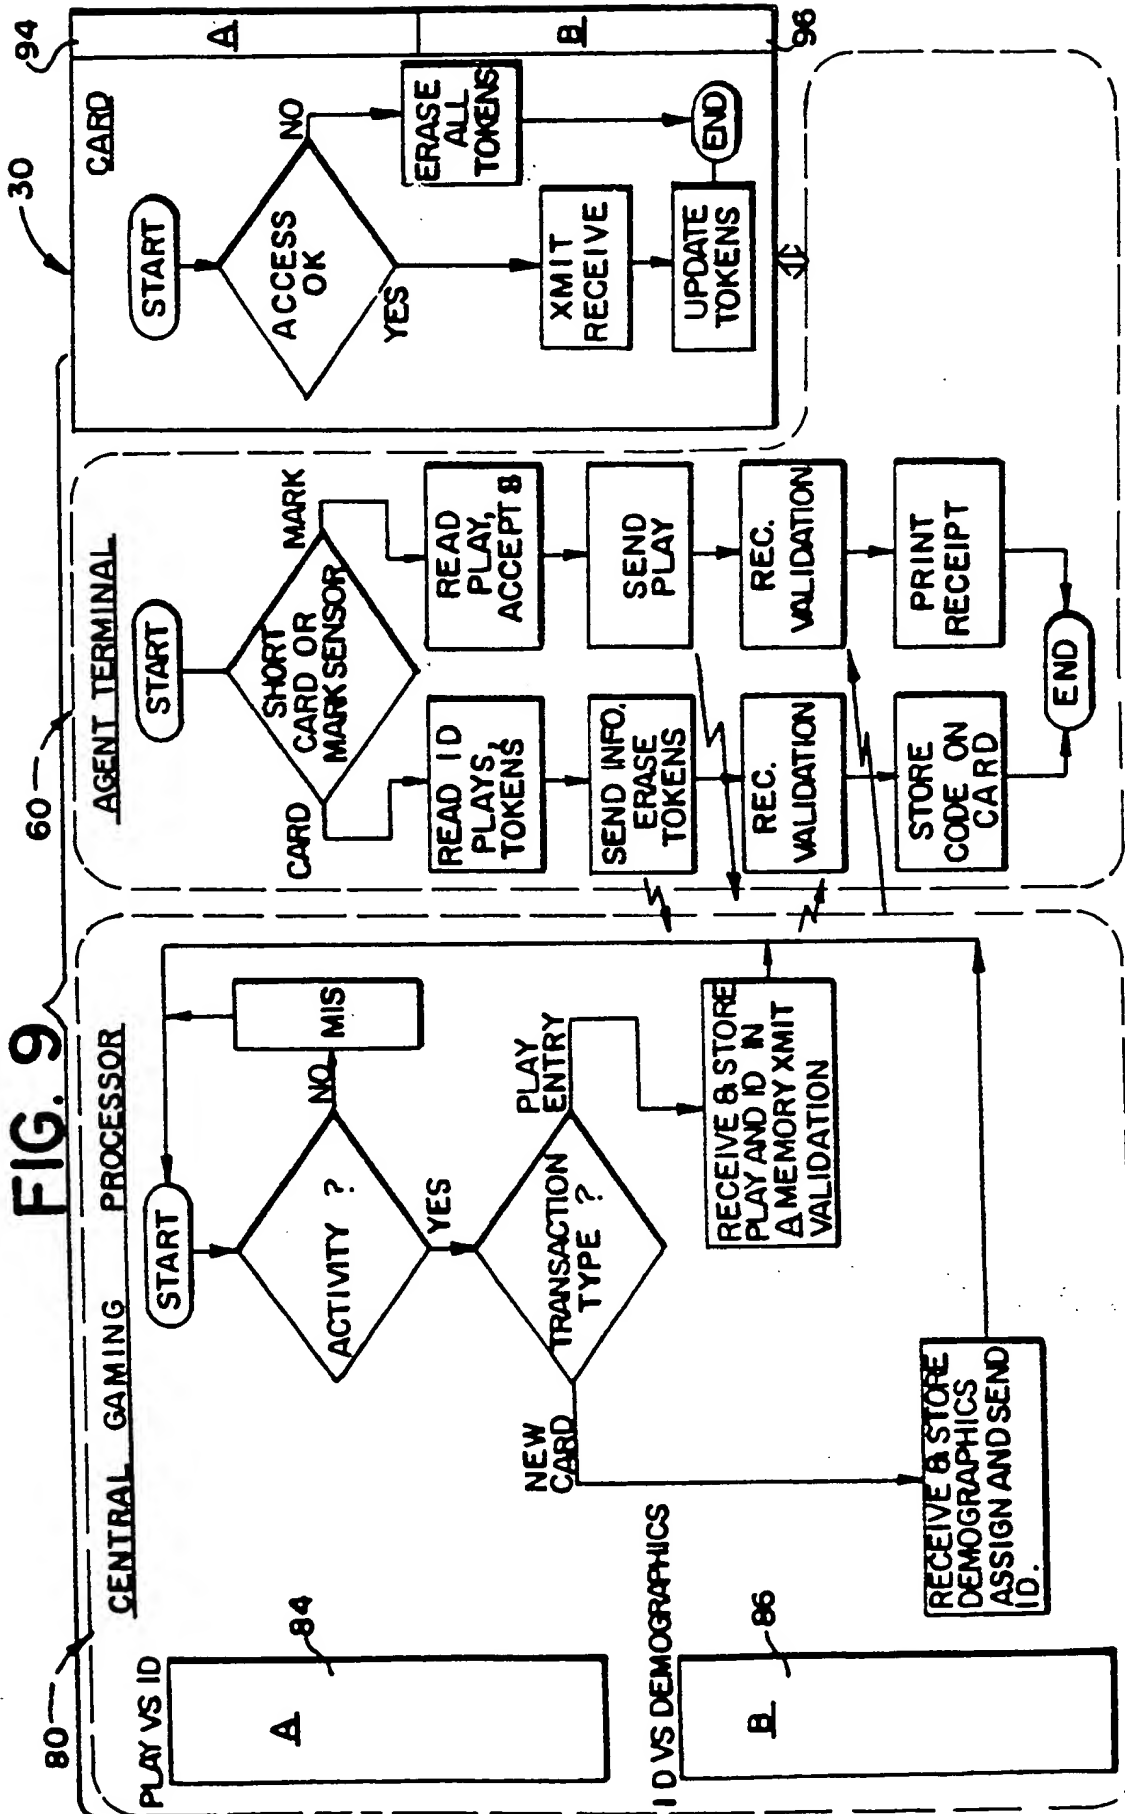 FIG. 9
80
CENTRAL GAMING PROCESSOR
PLAY VS ID
A
84
ID VS DEMOGRAPHICS
B
86
START
ACTIVITY ?
NO
MIS
YES
TRANSACTION
TYPE ?
NEW
CARD
PLAY
ENTRY
RECEIVE & STORE
PLAY AND ID IN
A MEMORY XMIT
VALIDATION
RECEIVE & STORE
DEMOGRAPHICS
ASSIGN AND SEND
ID.
60
AGENT TERMINAL
START
SHORT
CARD OR
MARK SENSOR
CARD
MARK
READ ID
PLAYS,
TOKENS
SEND INFO.
ERASE
TOKENS
REC.
VALIDATION
STORE
CODE ON
CARD
READ
PLAY,
ACCEPT $
SEND
PLAY
REC.
VALIDATION
PRINT
RECEIPT
END
30
CARD
START
ACCESS
OK
NO
YES
ERASE
ALL
TOKENS
XMIT
RECEIVE
UPDATE
TOKENS
END
94
A
B
96